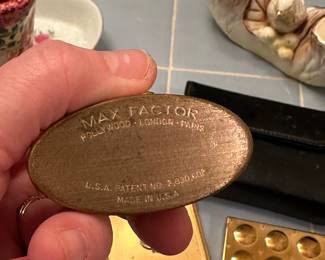 MAX FACTOR
HOLLYWOOD · LONDON · PARIS
U.S.A. PATENT NO.
MADE IN U.S.A.